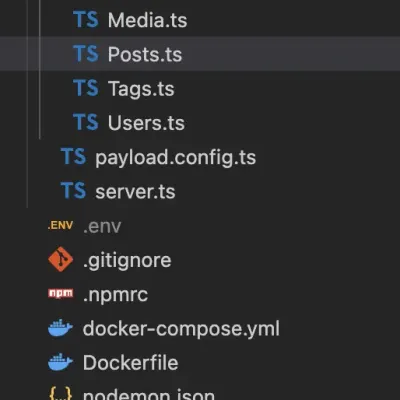 TS Media.ts
TS Posts.ts
TS Tags.ts
TS Users.ts
TS payload.config.ts
TS server.ts
.ENV .env
.gitignore
npm .npmrc
docker-compose.yml
Dockerfile
{..} nodemon.json